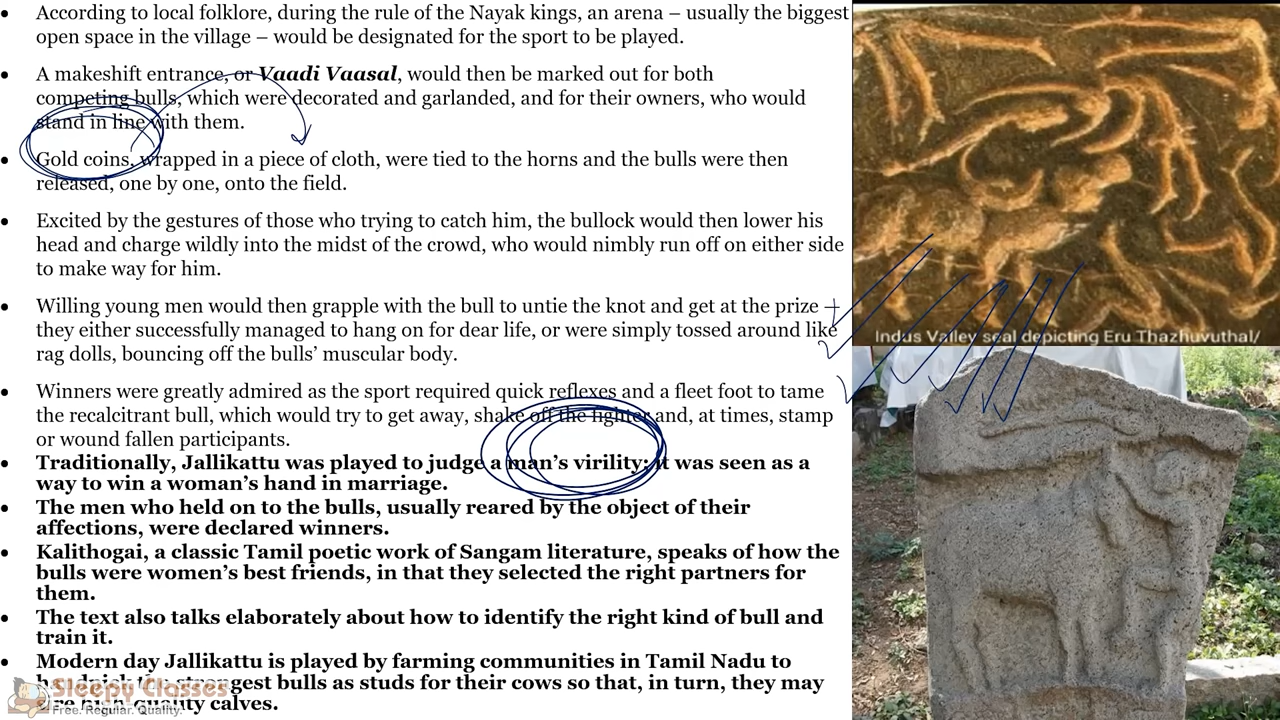 • According to local folklore, during the rule of the Nayak kings, an arena – usually the biggest
open space in the village – would be designated for the sport to be played.
• A makeshift entrance, or Vaadi Vaasal, would then be marked out for both
competing bulls, which were decorated and garlanded, and for their owners, who would
stand in line with them.
• Gold coins, wrapped in a piece of cloth, were tied to the horns and the bulls were then
released, one by one, onto the field.
• Excited by the gestures of those who trying to catch him, the bullock would then lower his
head and charge wildly into the midst of the crowd, who would nimbly run off on either side
to make way for him.
• Willing young men would then grapple with the bull to untie the knot and get at the prize –
they either successfully managed to hang on for dear life, or were simply tossed around like
rag dolls, bouncing off the bulls’ muscular body.
• Winners were greatly admired as the sport required quick reflexes and a fleet foot to tame
the recalcitrant bull, which would try to get away, shake off the fighter and, at times, stamp
or wound fallen participants.
• Traditionally, Jallikattu was played to judge a man’s virility; it was seen as a
way to win a woman’s hand in marriage.
• The men who held on to the bulls, usually reared by the object of their
affections, were declared winners.
• Kalithogai, a classic Tamil poetic work of Sangam literature, speaks of how the
bulls were women’s best friends, in that they selected the right partners for
them.
• The text also talks elaborately about how to identify the right kind of bull and
train it.
• Modern day Jallikattu is played by farming communities in Tamil Nadu to
strongest bulls as studds for their cows so that, in turn, they may
quality calves.
Indus Valley seal depicting Eru Thazhuvuthal/
Sleepy Classes
Free. Regular. Quality.